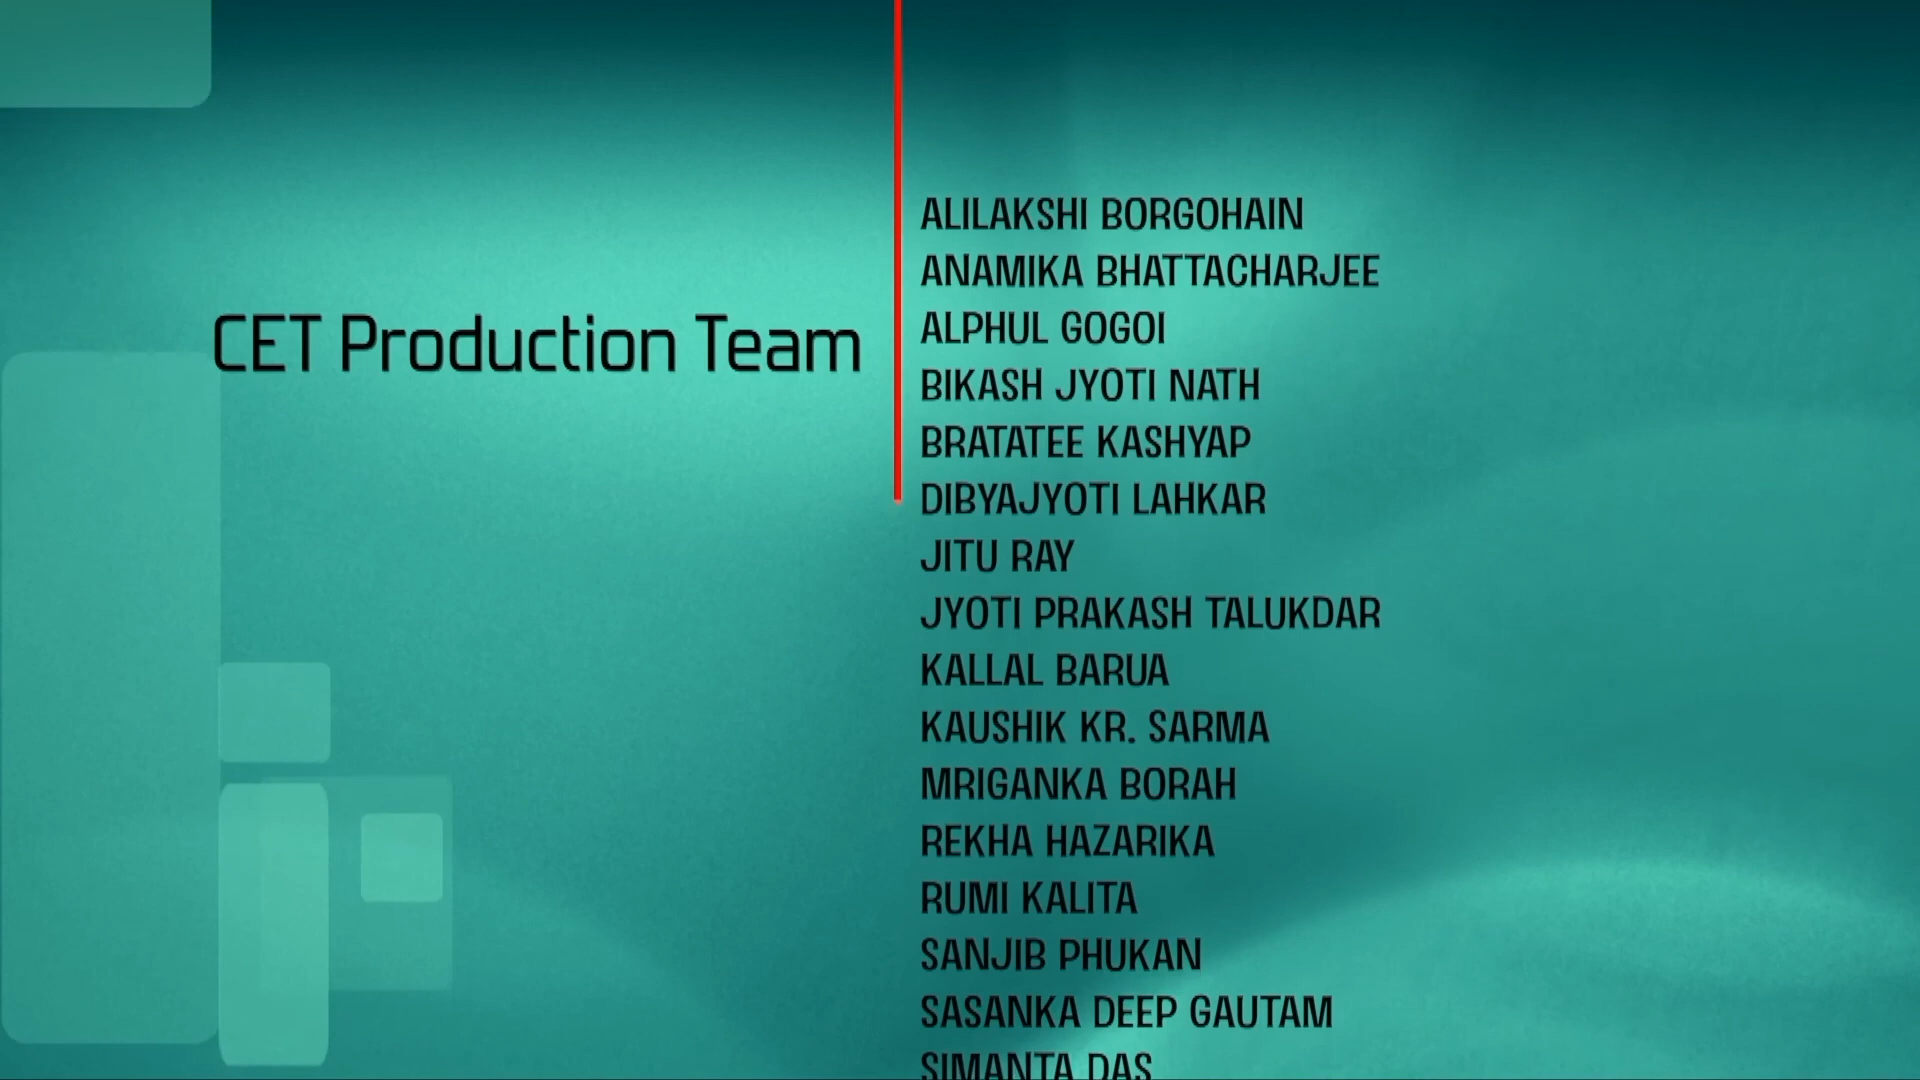 CET Production Team
ALILAKSHI BORGOHAIN
ANAMIKA BHATTACHARJEE
ALPHUL GOGOI
BIKASH JYOTI NATH
BRATATEE KASHYAP
DIBYAJYOTI LAHKAR
JITU RAY
JYOTI PRAKASH TALUKDAR
KALLAL BARUA
KAUSHIK KR. SARMA
MRIGANKA BORAH
REKHA HAZARIKA
RUMI KALITA
SANJIB PHUKAN
SASANKA DEEP GAUTAM
SIMANTA DAS